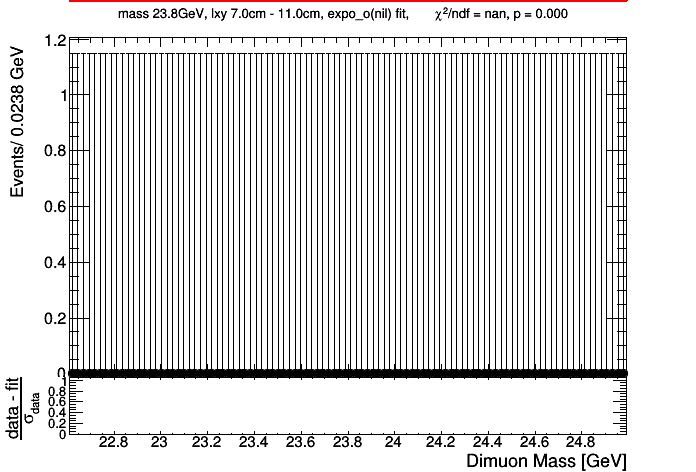 mass 23.8GeV, lxy 7.0cm - 11.0cm, expo_o(nil) fit, χ²/ndf = nan, p = 0.000
Events/ 0.0238 GeV
1.2
1
0.8
0.6
0.4
0.2
0
data - fit
σdata
1
0.8
0.6
0.4
0.2
0
22.8 23 23.2 23.4 23.6 23.8 24 24.2 24.4 24.6 24.8
Dimuon Mass [GeV]